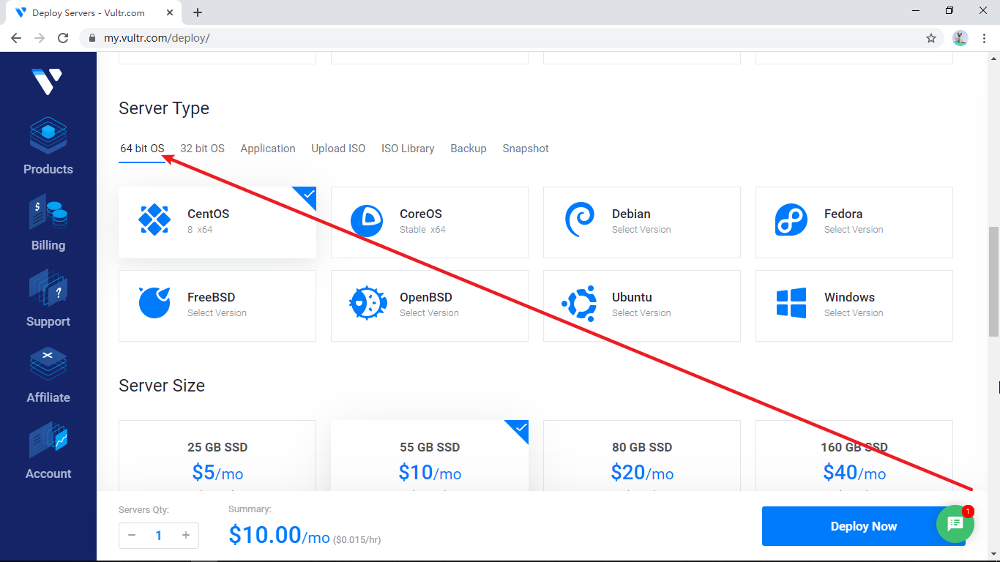 Deploy Servers - Vultr.com
my.vultr.com/deploy/
Products
$
Billing
?
Support
Affiliate
Account
Server Type
64 bit OS 32 bit OS Application Upload ISO ISO Library Backup Snapshot
CentOS
8 x64
CoreOS
Stable x64
Debian
Select Version
Fedora
Select Version
FreeBSD
Select Version
OpenBSD
Select Version
Ubuntu
Select Version
Windows
Select Version
Server Size
25 GB SSD
$5/mo
55 GB SSD
$10/mo
80 GB SSD
$20/mo
160 GB SSD
$40/mo
Servers Qty:
− 1 +
Summary:
$10.00/mo ($0.015/hr)
Deploy Now
1